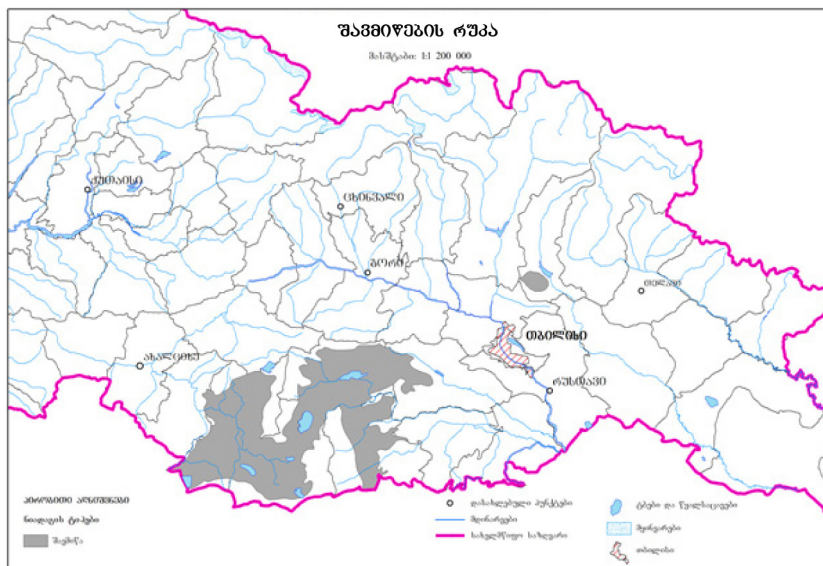 შავმიწების რუკა
მასშტაბი: 1:1 200 000
ქუთაისი
ცხინვალი
გორი
თელავი
თბილისი
ახალციხე
რუსთავი
პირობითი აღნიშვნები
ნიადაგის ტიპები
შავმიწა
დასახლებული პუნქტები
მდინარეები
სახელმწიფო საზღვარი
ტბები და წყალსაცავები
მყინვარები
თბილისი